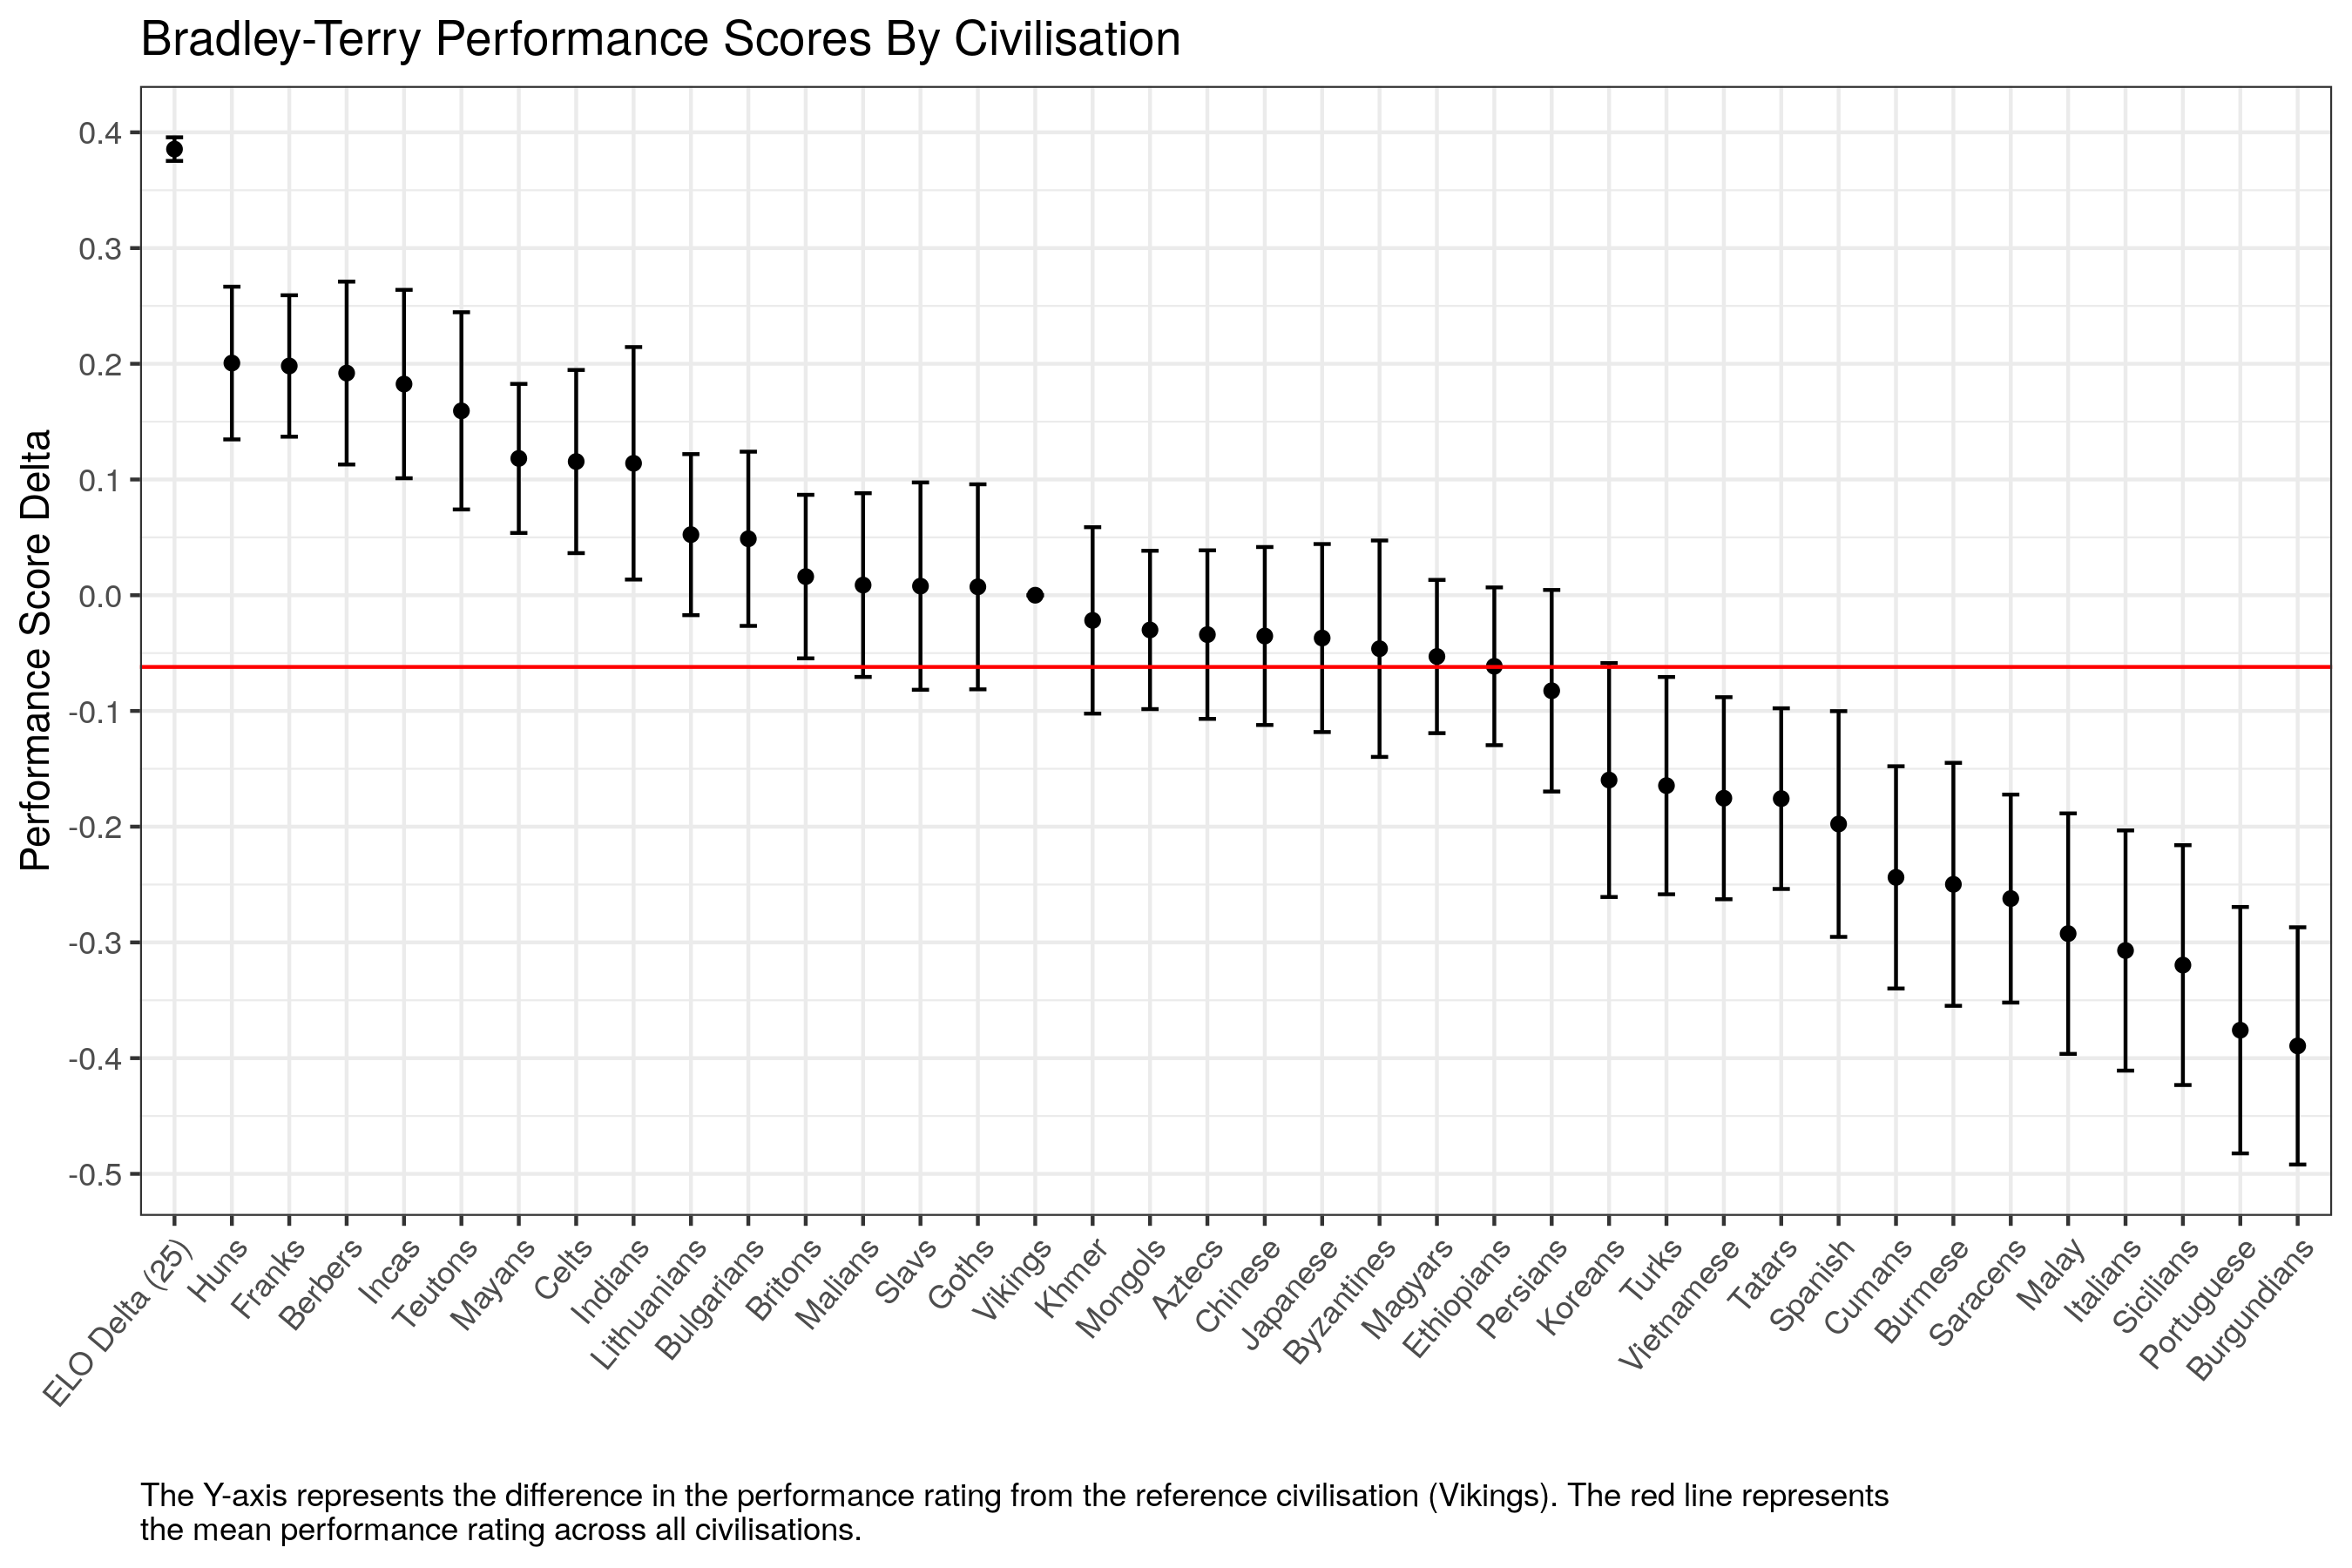 Bradley-Terry Performance Scores By Civilisation
Performance Score Delta
0.4
0.3
0.2
0.1
0.0
-0.1
-0.2
-0.3
-0.4
-0.5
ELO Delta (25)
Huns
Franks
Berbers
Incas
Teutons
Mayans
Celts
Indians
Lithuanians
Bulgarians
Britons
Malians
Slavs
Goths
Vikings
Khmer
Mongols
Aztecs
Chinese
Japanese
Byzantines
Magyars
Ethiopians
Persians
Koreans
Turks
Vietnamese
Tatars
Spanish
Cumans
Burmese
Saracens
Malay
Italians
Sicilians
Portuguese
Burgundians
The Y-axis represents the difference in the performance rating from the reference civilisation (Vikings). The red line represents
the mean performance rating across all civilisations.